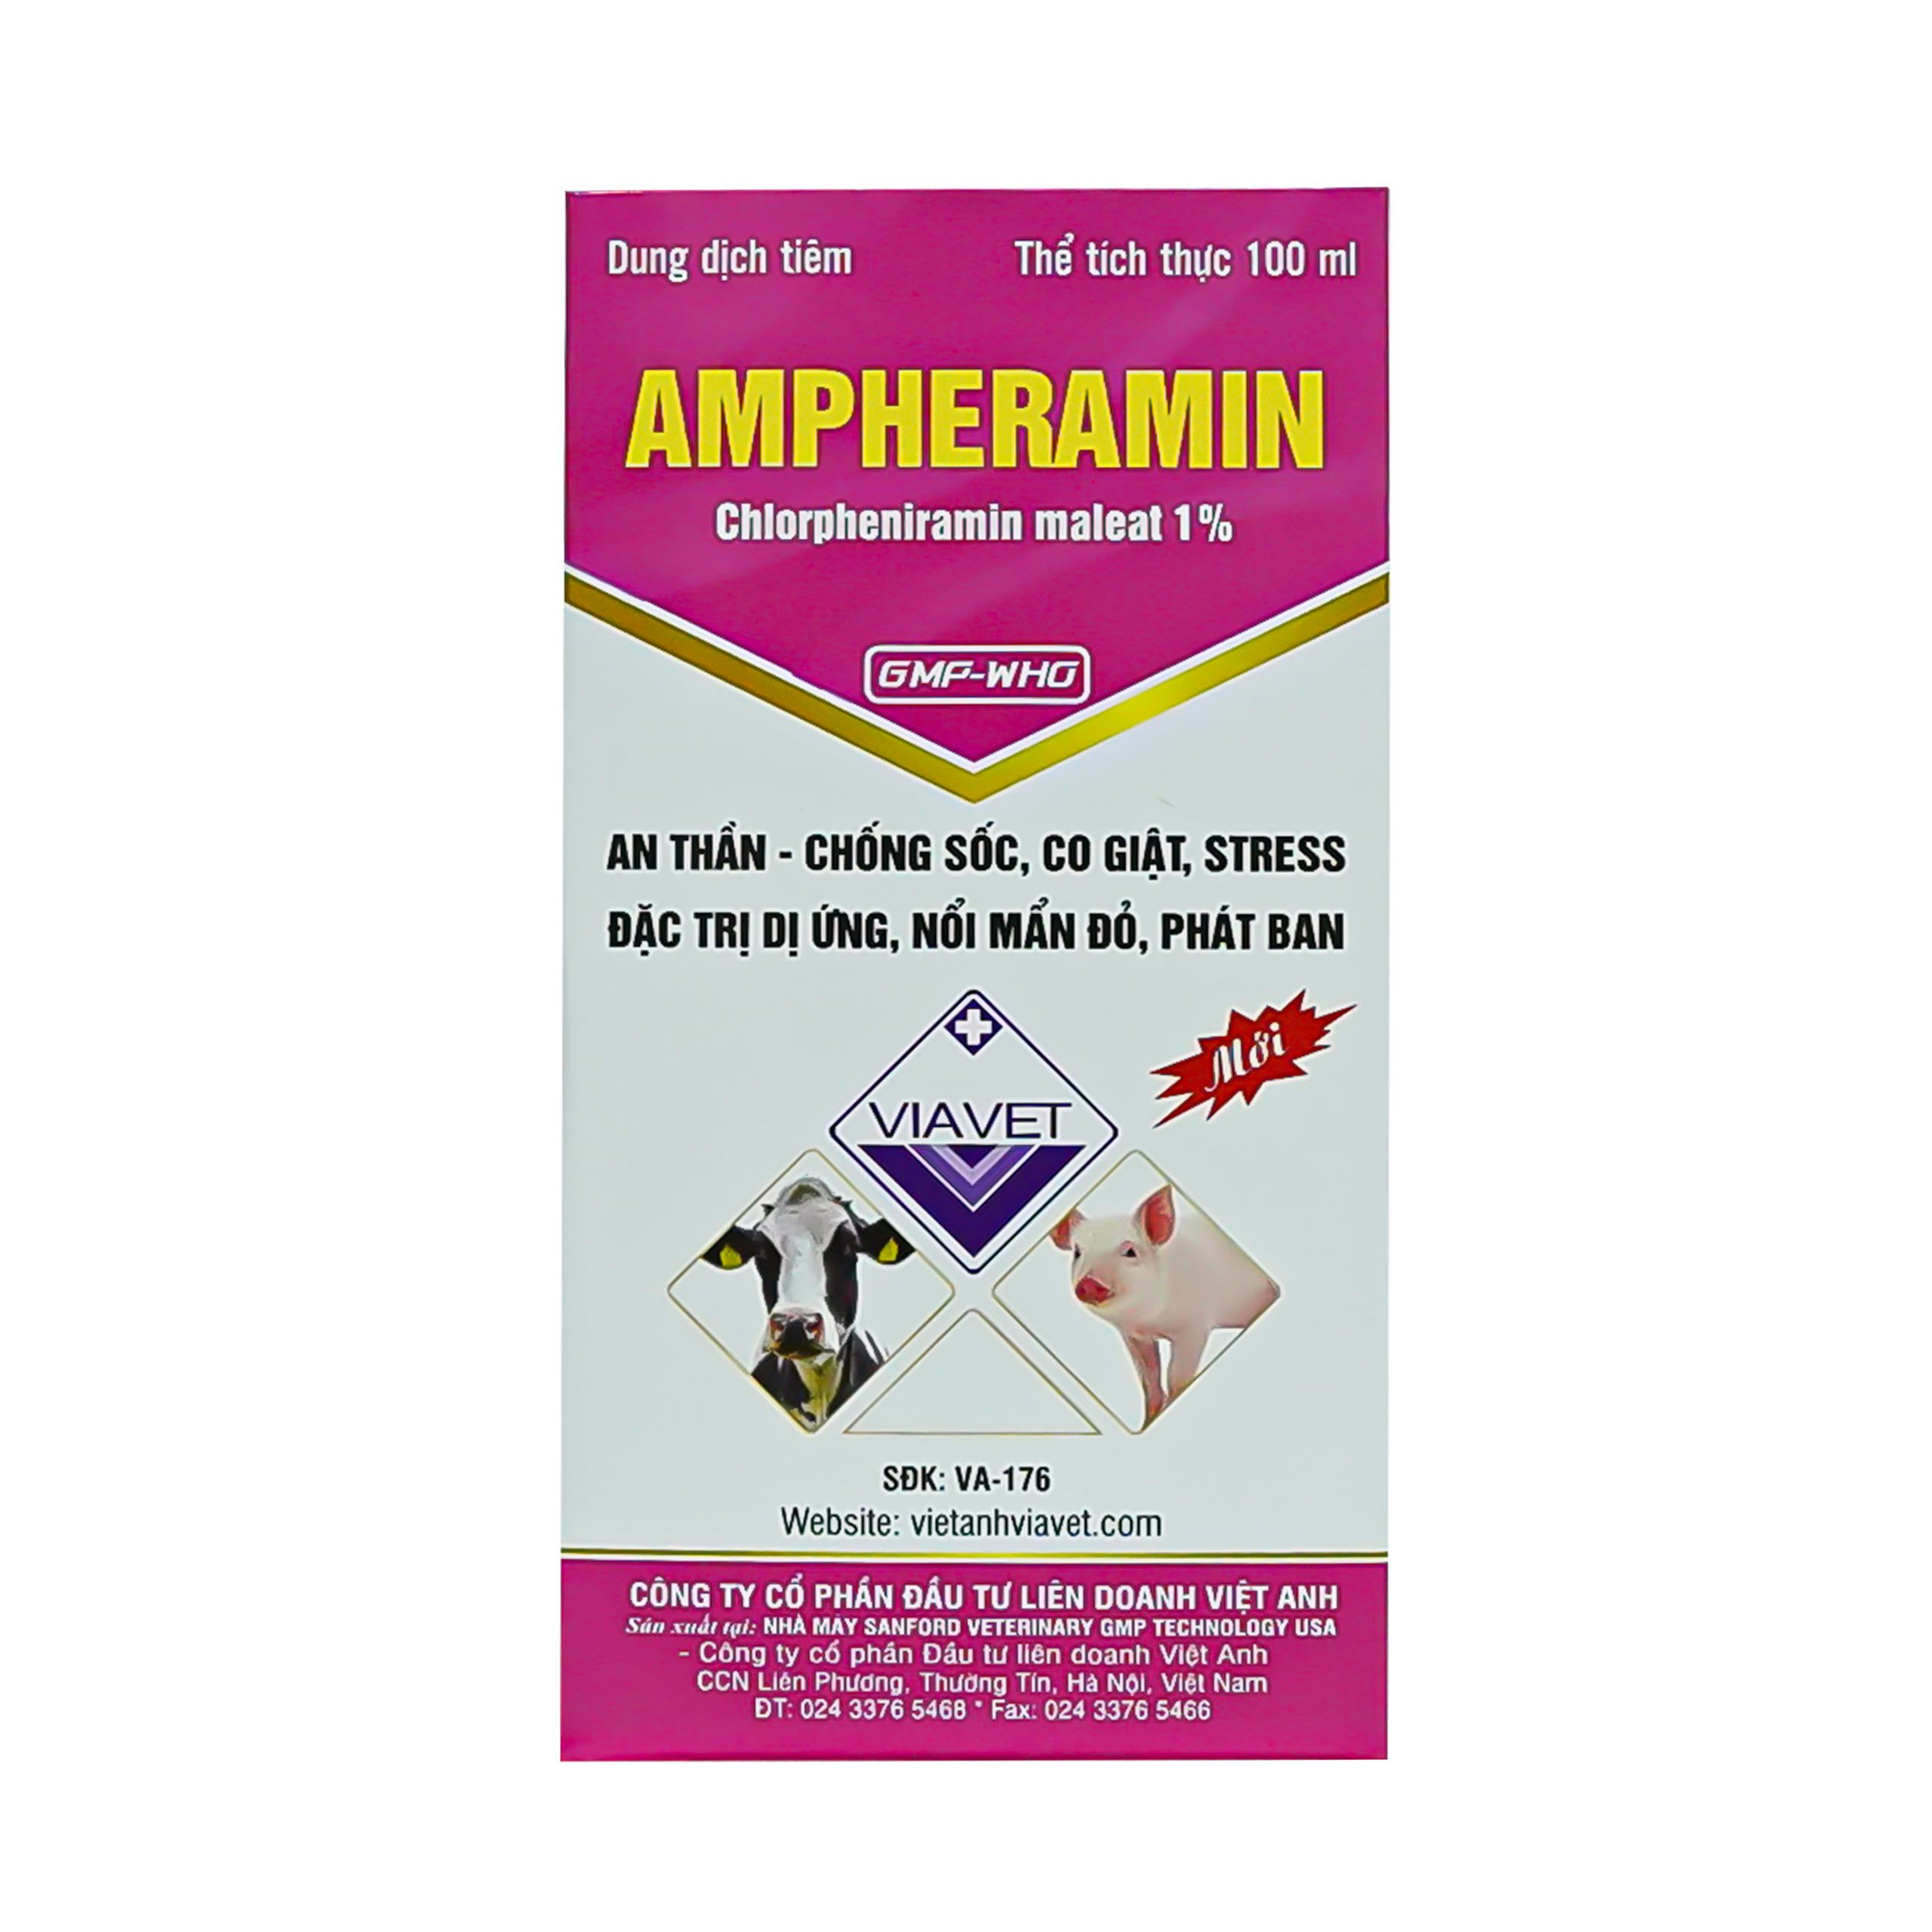 Dung dịch tiêm
Thể tích thực 100 ml
AMPHERAMIN
Chlorpheniramin maleat 1%
GMP-WHO
AN THẦN - CHỐNG SỐC, CO GIẬT, STRESS
ĐẶC TRỊ DỊ ỨNG, NỔI MẨN ĐỎ, PHÁT BAN
Mới
VIAVET
SĐK: VA-176
Website: vietanhviavet.com
CÔNG TY CỔ PHẦN ĐẦU TƯ LIÊN DOANH VIỆT ANH
Sản xuất tại: NHÀ MÁY SANFORD VETERINARY GMP TECHNOLOGY USA
- Công ty cổ phần Đầu tư liên doanh Việt Anh
CCN Liên Phương, Thường Tín, Hà Nội, Việt Nam
ĐT: 024 3376 5468 * Fax: 024 3376 5466